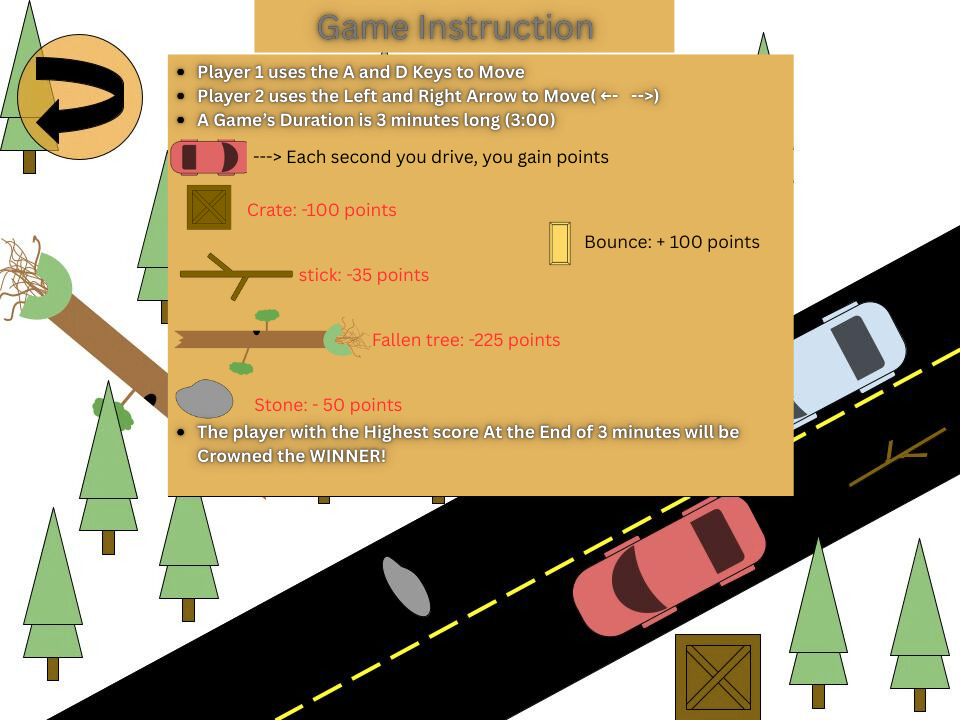 Game Instruction
• Player 1 uses the A and D Keys to Move
• Player 2 uses the Left and Right Arrow to Move( <- -->)
• A Game's Duration is 3 minutes long (3:00)
---> Each second you drive, you gain points
Crate: -100 points
Bounce: + 100 points
stick: -35 points
Fallen tree: -225 points
Stone: - 50 points
• The player with the Highest score At the End of 3 minutes will be
Crowned the WINNER!